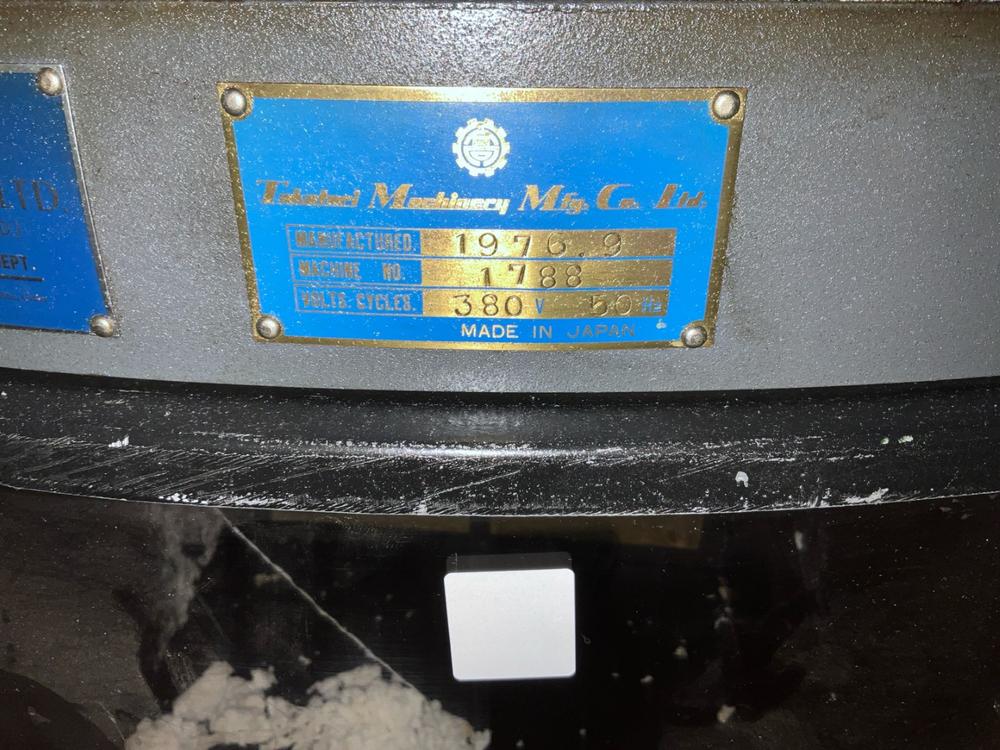 LTD
EPT.
Takatori Machinery Mfg. Co. Ltd.
MANUFACTURED. 1976.9
MACHINE NO. 1788
VOLTS. CYCLES. 380 V 50 Hz
MADE IN JAPAN